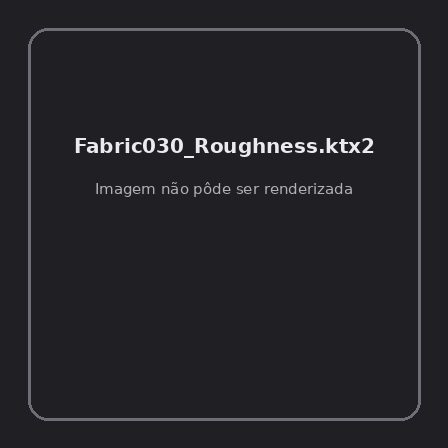 Fabric030_Roughness.ktx2
Imagem não pôde ser renderizada